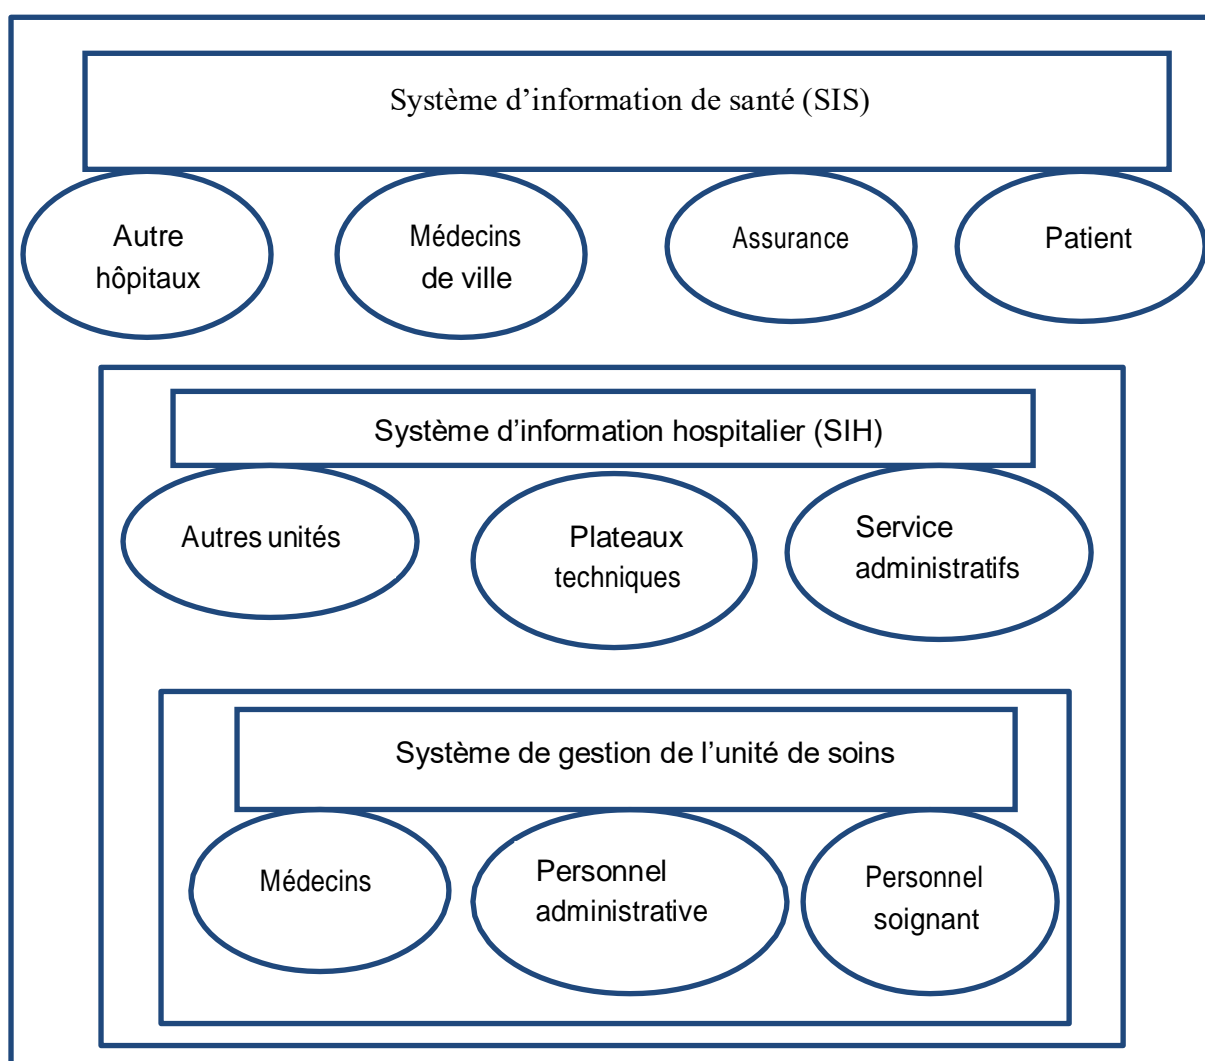 Système d’information de santé (SIS)
Autre
hôpitaux
Médecins
de ville
Assurance
Patient
Système d’information hospitalier (SIH)
Autres unités
Plateaux
techniques
Service
administratifs
Système de gestion de l’unité de soins
Médecins
Personnel
administrative
Personnel
soignant